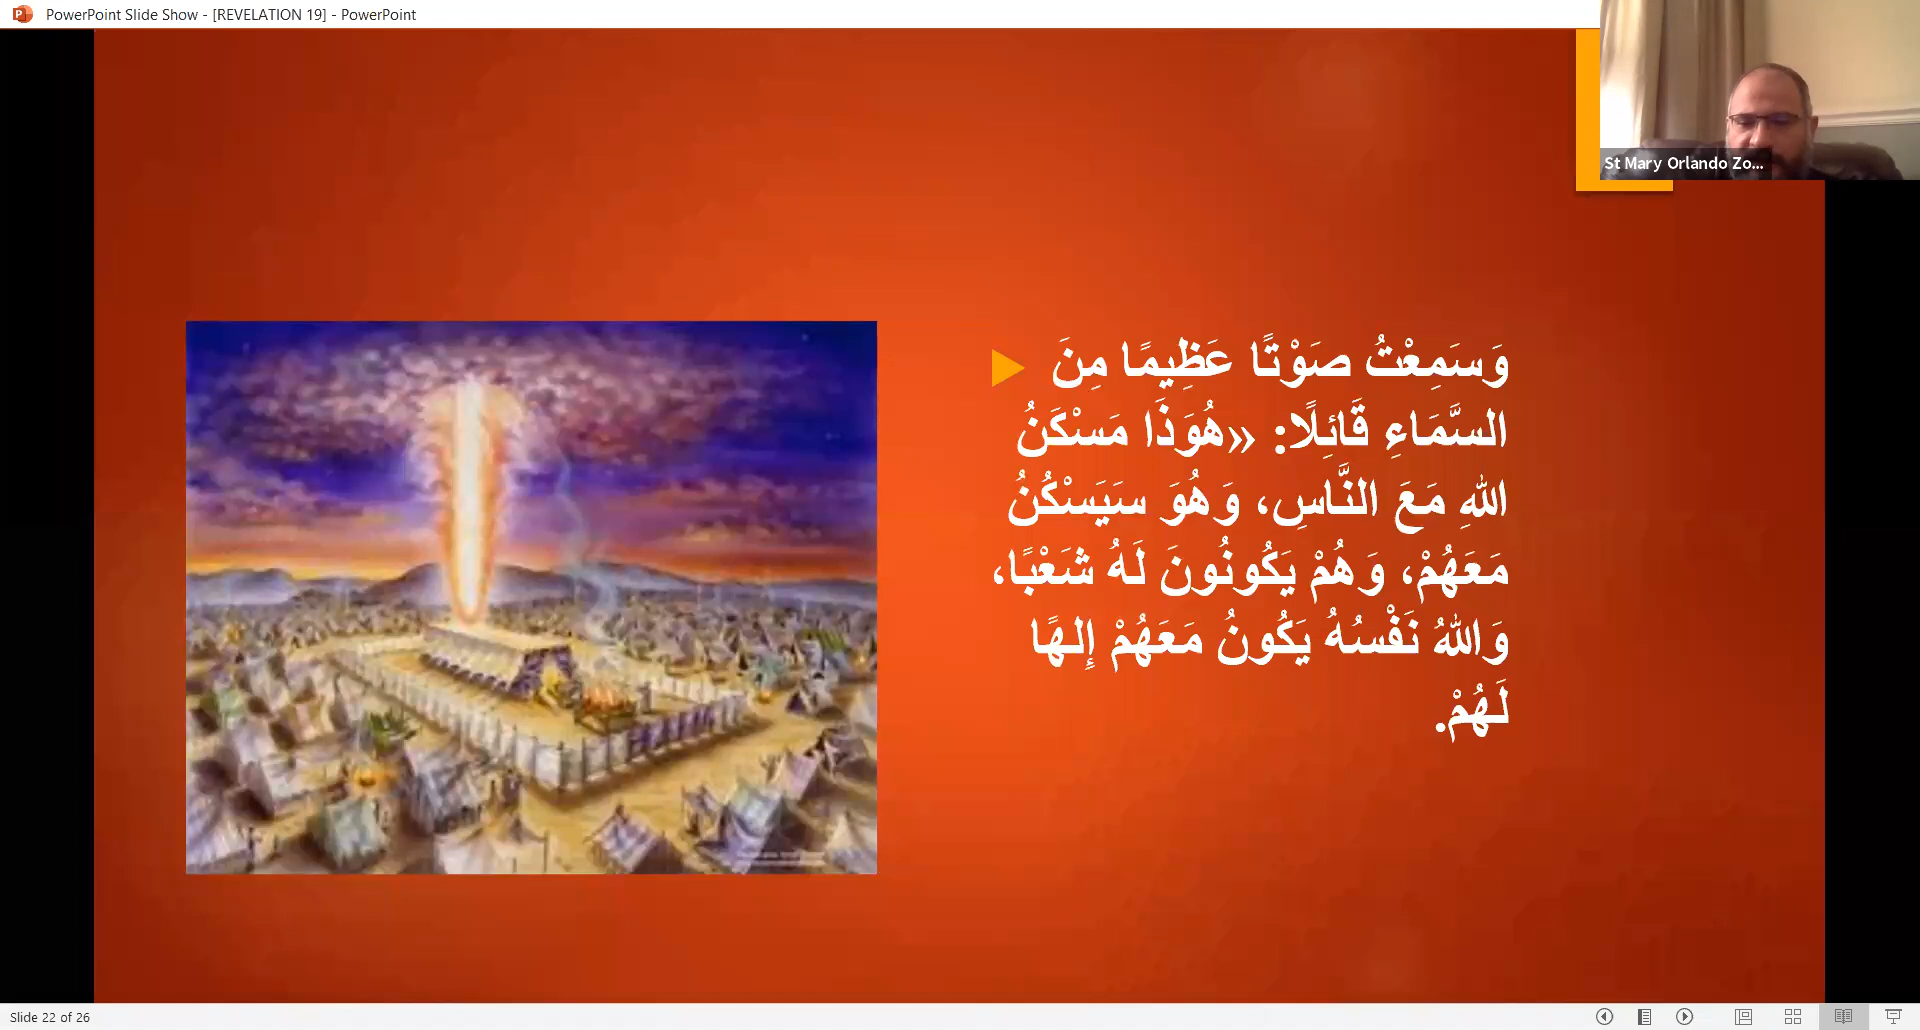 PowerPoint Slide Show - [REVELATION 19] - PowerPoint
St Mary Orlando Zo...
وَسَمِعْتُ صَوْتًا عَظِيمًا مِنَ
السَّمَاءِ قَائِلًا: «هُوَذَا مَسْكَنُ
اللهِ مَعَ النَّاسِ، وَهُوَ سَيَسْكُنُ
مَعَهُمْ، وَهُمْ يَكُونُونَ لَهُ شَعْبًا،
وَاللهُ نَفْسُهُ يَكُونُ مَعَهُمْ إِلهًا
لَهُمْ.
Slide 22 of 26